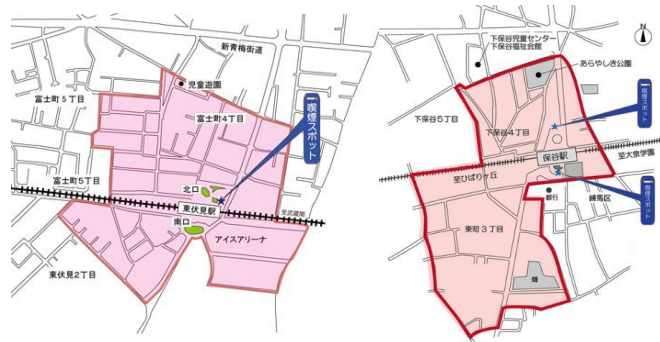 新青梅街道
児童遊園
富士町5丁目
富士町4丁目
喫煙スポット
富士町5丁目
北口
東伏見駅
至武蔵関
南口
アイスアリーナ
東伏見2丁目
下保谷児童センター
下保谷福祉会館
N
あらやしき公園
喫煙スポット
下保谷5丁目
下保谷4丁目
保谷駅
至大泉学園
至ひばりヶ丘
喫煙スポット
銀行
練馬区
東町3丁目
畑